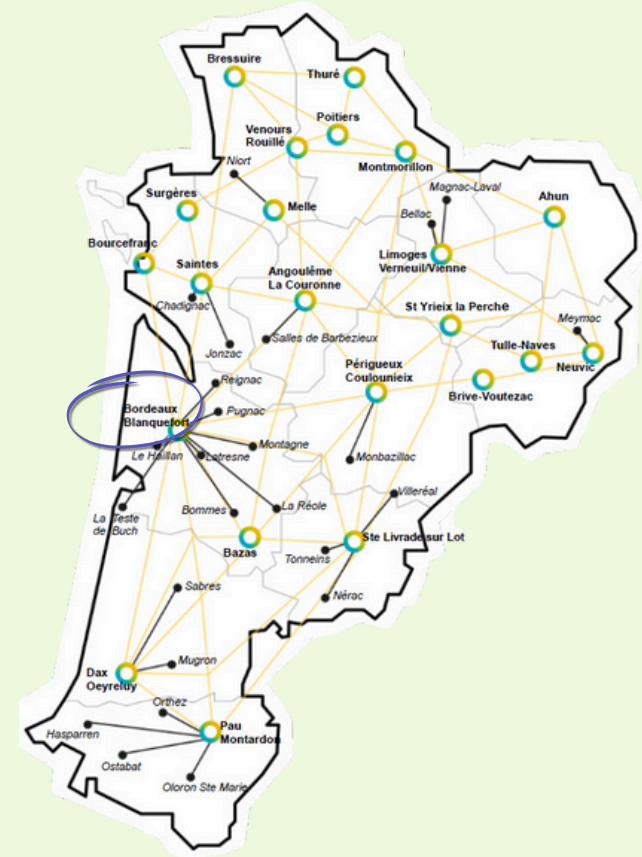 Bressuire
Thuré
Poitiers
Venours
Rouillé
Niort
Montmorillon
Magnac-Laval
Surgères
Melle
Bellac
Ahun
Bourcefranc
Saintes
Limoges
Verneuil/Vienne
Angoulême
La Couronne
Chadignac
St Yrieix la Perche
Meymac
Salles de Barbezieux
Jonzac
Tulle-Naves
Neuvic
Périgueux
Coulounieix
Reignac
Brive-Voutezac
Bordeaux
Blanquefort
Pugnac
Montagne
Le Haillan
Latresne
Monbazillac
Villeréal
La Teste
de Buch
Bommes
La Réole
Bazas
Ste Livrade sur Lot
Tonneins
Sabres
Nérac
Mugron
Dax
Oeyreluy
Orthez
Pau
Montardon
Hasparren
Ostabat
Oloron Ste Marie